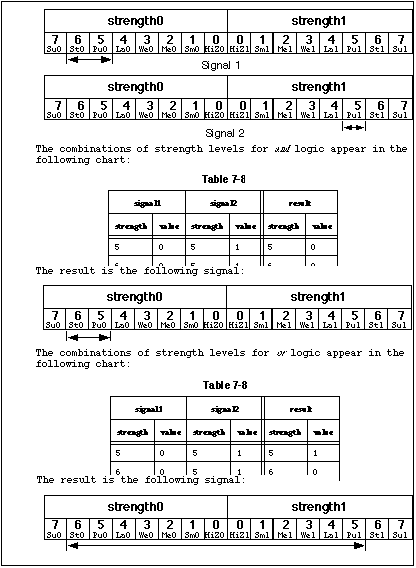 strength0 strength1
7 6 5 4 3 2 1 0 0 1 2 3 4 5 6 7
Su0 St0 Pu0 La0 We0 Me0 Sm0 HiZ0 HiZ1 Sm1 Me1 We1 La1 Pu1 St1 Su1
Signal 1
strength0 strength1
7 6 5 4 3 2 1 0 0 1 2 3 4 5 6 7
Su0 St0 Pu0 La0 We0 Me0 Sm0 HiZ0 HiZ1 Sm1 Me1 We1 La1 Pu1 St1 Su1
Signal 2
The combinations of strength levels for and logic appear in the
following chart:
Table 7-8
signal1 signal2 result
strength value strength value strength value
5 0 5 1 5 0
6 0 5 1 6 0
The result is the following signal:
strength0 strength1
7 6 5 4 3 2 1 0 0 1 2 3 4 5 6 7
Su0 St0 Pu0 La0 We0 Me0 Sm0 HiZ0 HiZ1 Sm1 Me1 We1 La1 Pu1 St1 Su1
The combinations of strength levels for or logic appear in the
following chart:
Table 7-8
signal1 signal2 result
strength value strength value strength value
5 0 5 1 5 1
6 0 5 1 6 0
The result is the following signal:
strength0 strength1
7 6 5 4 3 2 1 0 0 1 2 3 4 5 6 7
Su0 St0 Pu0 La0 We0 Me0 Sm0 HiZ0 HiZ1 Sm1 Me1 We1 La1 Pu1 St1 Su1